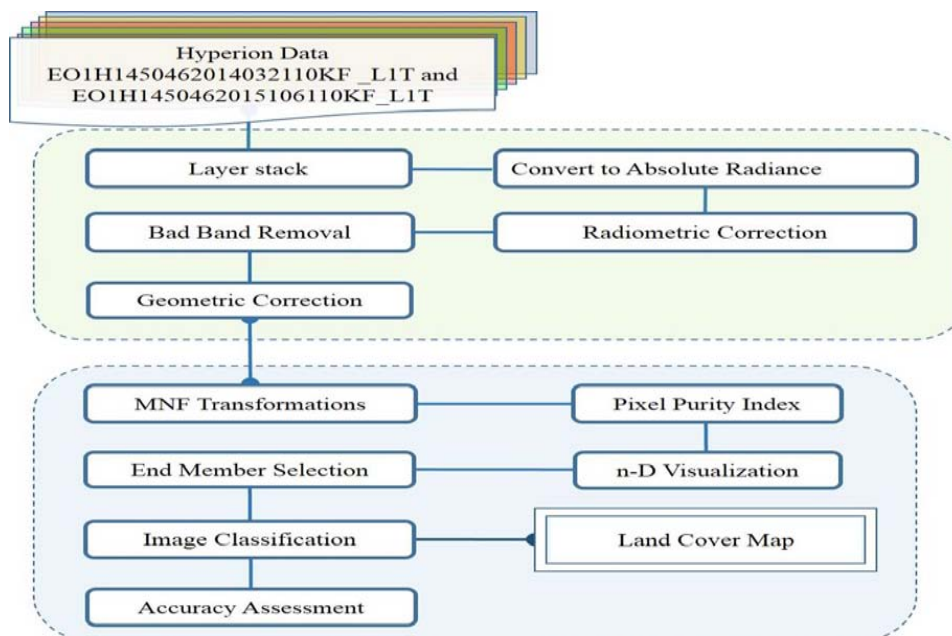 Hyperion Data
EO1H1450462014032110KF _L1T and
EO1H1450462015106110KF_L1T
Layer stack
Convert to Absolute Radiance
Bad Band Removal
Radiometric Correction
Geometric Correction
MNF Transformations
Pixel Purity Index
End Member Selection
n-D Visualization
Image Classification
Land Cover Map
Accuracy Assessment